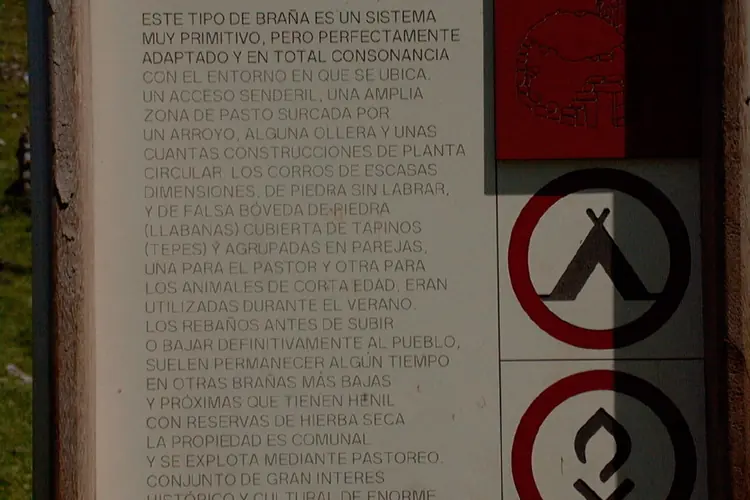 ESTE TIPO DE BRAÑA ES UN SISTEMA
MUY PRIMITIVO, PERO PERFECTAMENTE
ADAPTADO Y EN TOTAL CONSONANCIA
CON EL ENTORNO EN QUE SE UBICA.
UN ACCESO SENDERIL, UNA AMPLIA
ZONA DE PASTO SURCADA POR
UN ARROYO, ALGUNA OLLERA Y UNAS
CUANTAS CONSTRUCCIONES DE PLANTA
CIRCULAR. LOS CORROS DE ESCASAS
DIMENSIONES, DE PIEDRA SIN LABRAR,
Y DE FALSA BÓVEDA DE PIEDRA
(LLABANAS) CUBIERTA DE TAPINOS
(TEPES) Y AGRUPADAS EN PAREJAS,
UNA PARA EL PASTOR Y OTRA PARA
LOS ANIMALES DE CORTA EDAD, ERAN
UTILIZADAS DURANTE EL VERANO.
LOS REBAÑOS ANTES DE SUBIR
O BAJAR DEFINITIVAMENTE AL PUEBLO,
SUELEN PERMANECER ALGÚN TIEMPO
EN OTRAS BRAÑAS MÁS BAJAS
Y PRÓXIMAS QUE TIENEN HENIL
CON RESERVAS DE HIERBA SECA
LA PROPIEDAD ES COMUNAL
Y SE EXPLOTA MEDIANTE PASTOREO.
CONJUNTO DE GRAN INTERES
HISTÓRICO Y CULTURAL DE ENORME